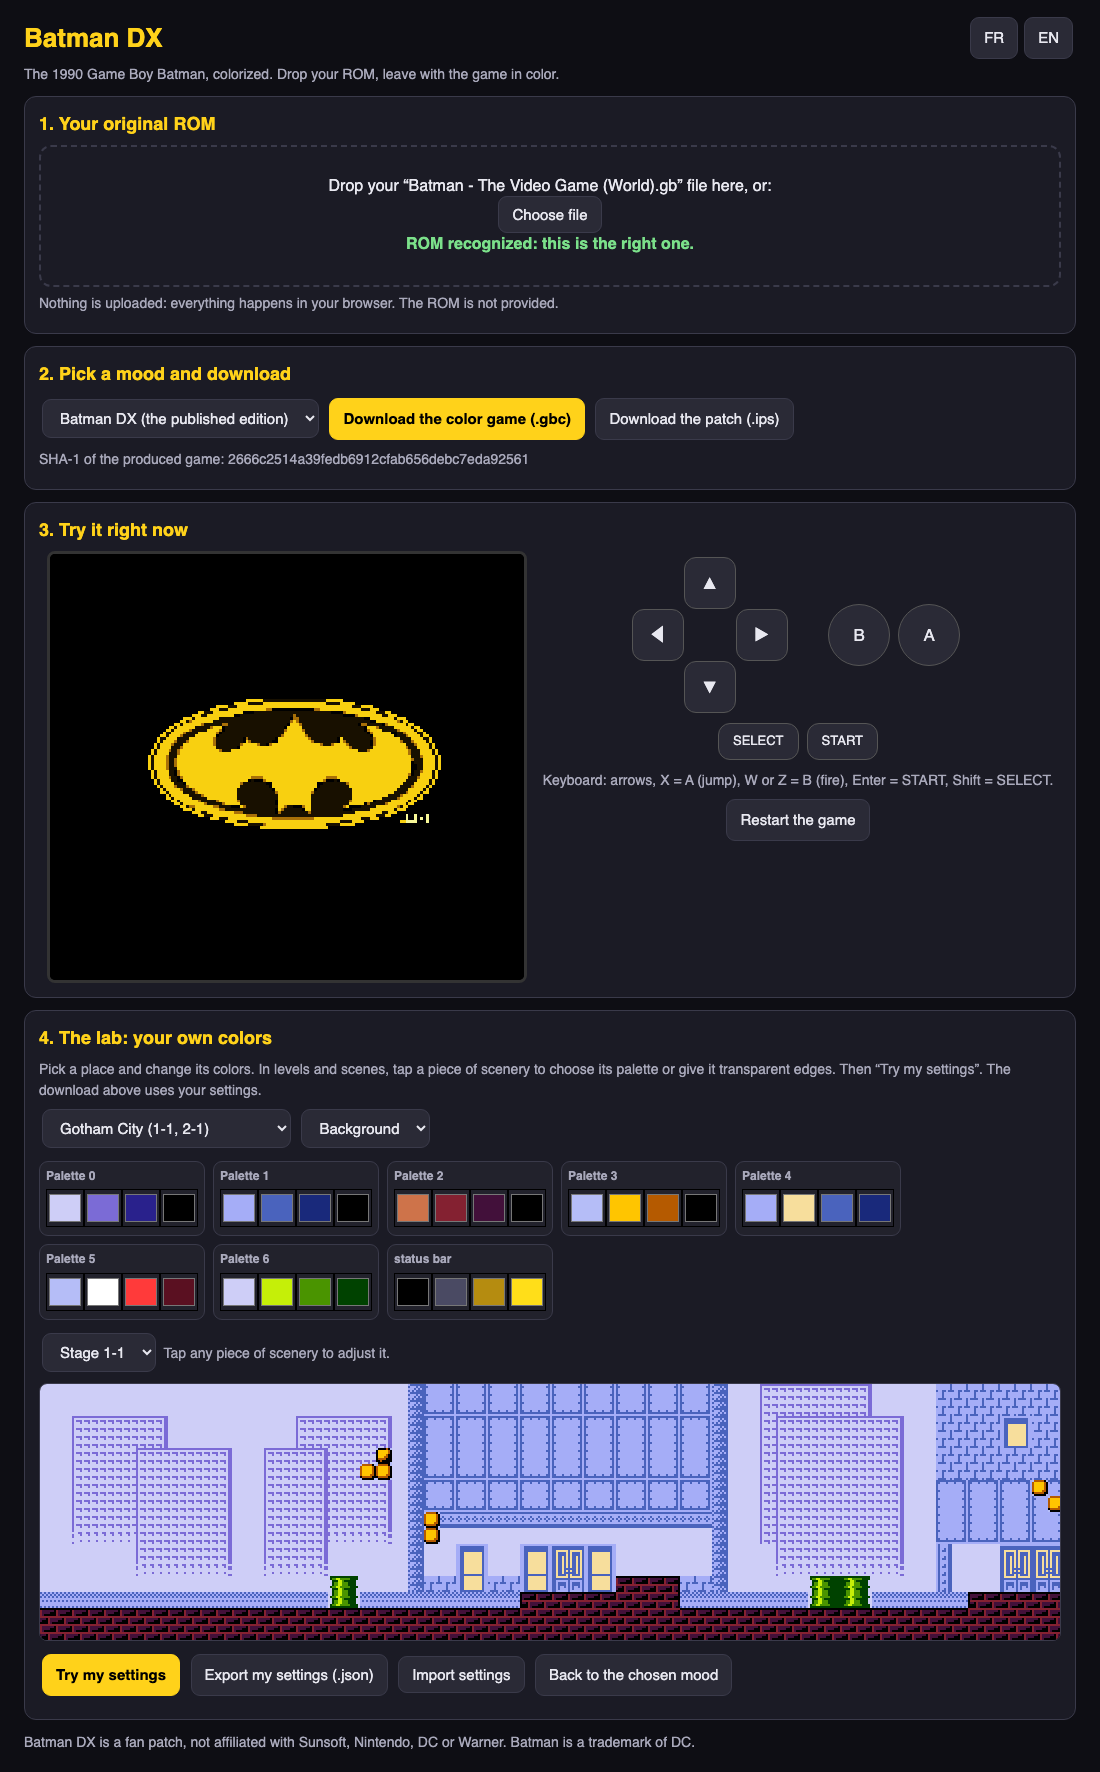 Batman DX
FR
EN
The 1990 Game Boy Batman, colorized. Drop your ROM, leave with the game in color.
1. Your original ROM
Drop your “Batman - The Video Game (World).gb” file here, or:
Choose file
ROM recognized: this is the right one.
Nothing is uploaded: everything happens in your browser. The ROM is not provided.
2. Pick a mood and download
Batman DX (the published edition)
Download the color game (.gbc)
Download the patch (.ips)
SHA-1 of the produced game: 2666c2514a39fedb6912cfab656debc7eda92561
3. Try it right now
▲
◀
▶
▼
B
A
SELECT
START
Keyboard: arrows, X = A (jump), W or Z = B (fire), Enter = START, Shift = SELECT.
Restart the game
4. The lab: your own colors
Pick a place and change its colors. In levels and scenes, tap a piece of scenery to choose its palette or give it transparent edges. Then “Try my settings”. The
download above uses your settings.
Gotham City (1-1, 2-1)
Background
Palette 0
Palette 1
Palette 2
Palette 3
Palette 4
Palette 5
Palette 6
status bar
Stage 1-1
Tap any piece of scenery to adjust it.
Try my settings
Export my settings (.json)
Import settings
Back to the chosen mood
Batman DX is a fan patch, not affiliated with Sunsoft, Nintendo, DC or Warner. Batman is a trademark of DC.